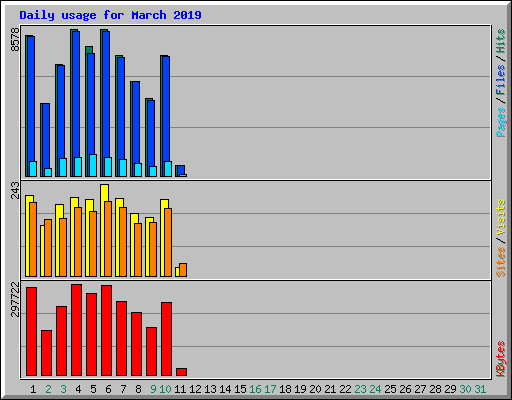 Daily usage for March 2019
8578
Pages / Files / Hits
243
Sites / Visits
297722
KBytes
1 2 3 4 5 6 7 8 9 10 11 12 13 14 15 16 17 18 19 20 21 22 23 24 25 26 27 28 29 30 31